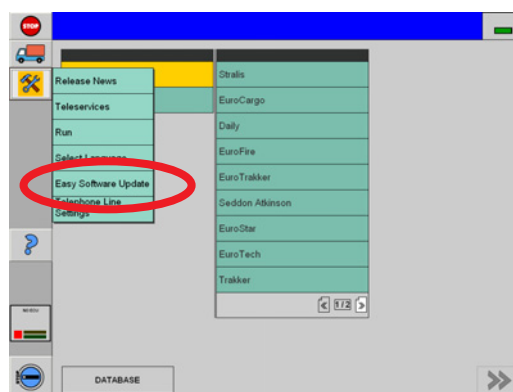 STOP
Release News
Teleservices
Run
Select Language
Easy Software Update
Telephone Line
Settings
Stralis
EuroCargo
Daily
EuroFire
EuroTrakker
Seddon Atkinson
EuroStar
EuroTech
Trakker
1/2
DATABASE